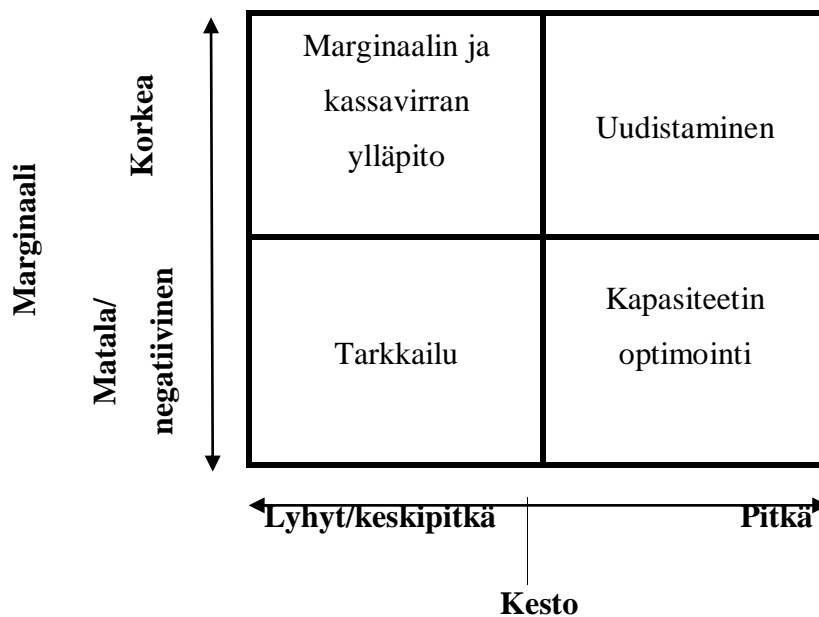 Marginaali
Korkea
Matala/
negatiivinen
Marginaalin ja
kassavirran
ylläpito
Uudistaminen
Tarkkailu
Kapasiteetin
optimointi
Lyhyt/keskipitkä
Pitkä
Kesto